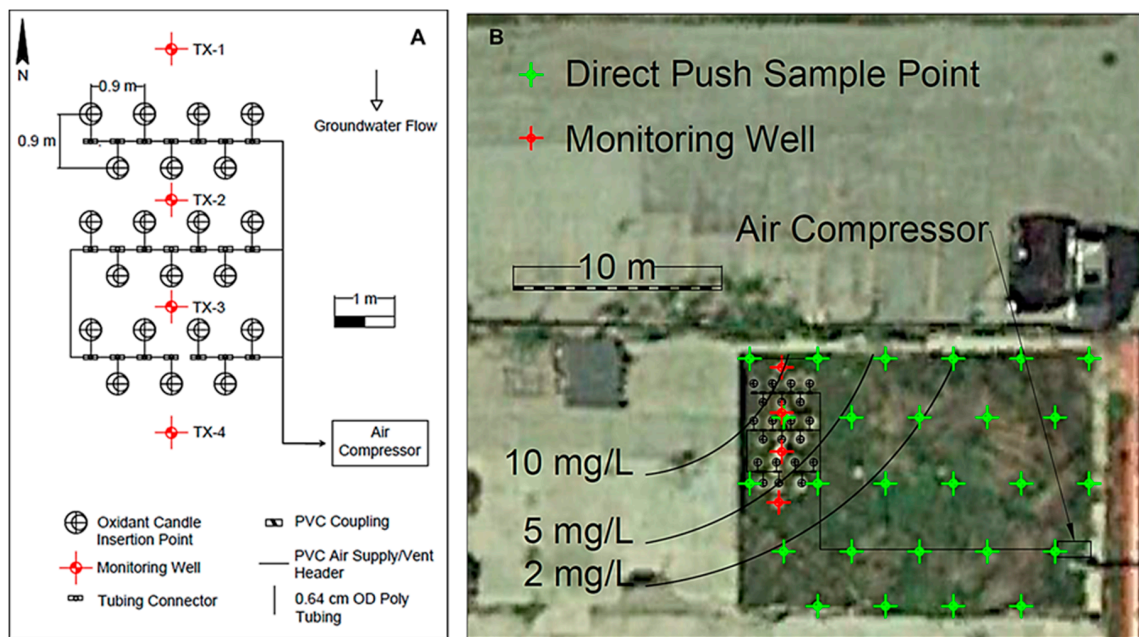 A
TX-1
N
0.9 m
0.9 m
Groundwater Flow
TX-2
TX-3
1 m
TX-4
Air
Compressor
Oxidant Candle
Insertion Point
PVC Coupling
Monitoring Well
PVC Air Supply/Vent
Header
Tubing Connector
0.64 cm OD Poly
Tubing
B
Direct Push Sample Point
Monitoring Well
Air Compressor
10 m
10 mg/L
5 mg/L
2 mg/L